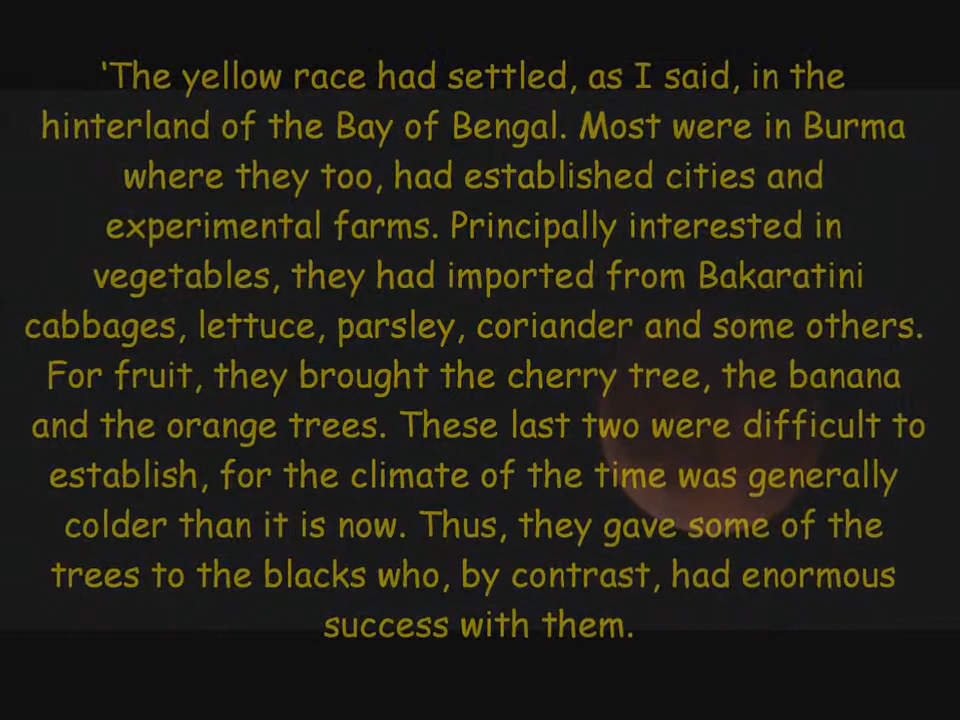 ‘The yellow race had settled, as I said, in the
hinterland of the Bay of Bengal. Most were in Burma
where they too, had established cities and
experimental farms. Principally interested in
vegetables, they had imported from Bakaratini
cabbages, lettuce, parsley, coriander and some others.
For fruit, they brought the cherry tree, the banana
and the orange trees. These last two were difficult to
establish, for the climate of the time was generally
colder than it is now. Thus, they gave some of the
trees to the blacks who, by contrast, had enormous
success with them.